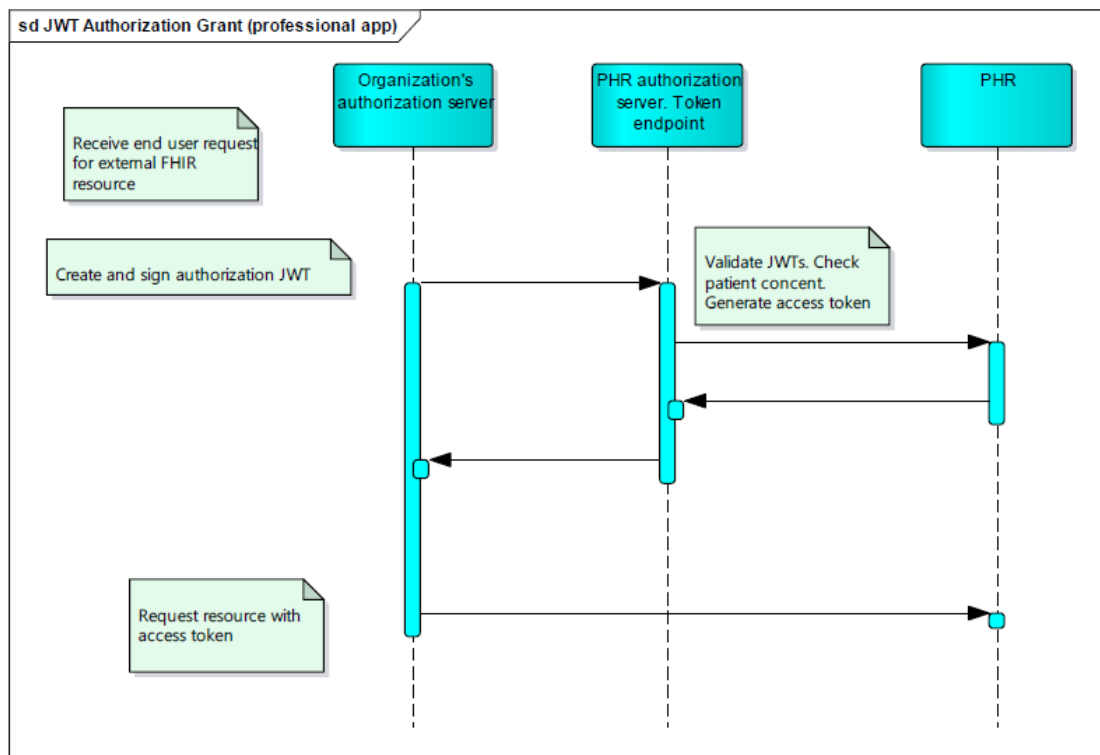 sd JWT Authorization Grant (professional app)
Organization's
authorization server
PHR authorization
server. Token
endpoint
PHR
Receive end user request
for external FHIR
resource
Create and sign authorization JWT
Validate JWTs. Check
patient concent.
Generate access token
Request resource with
access token